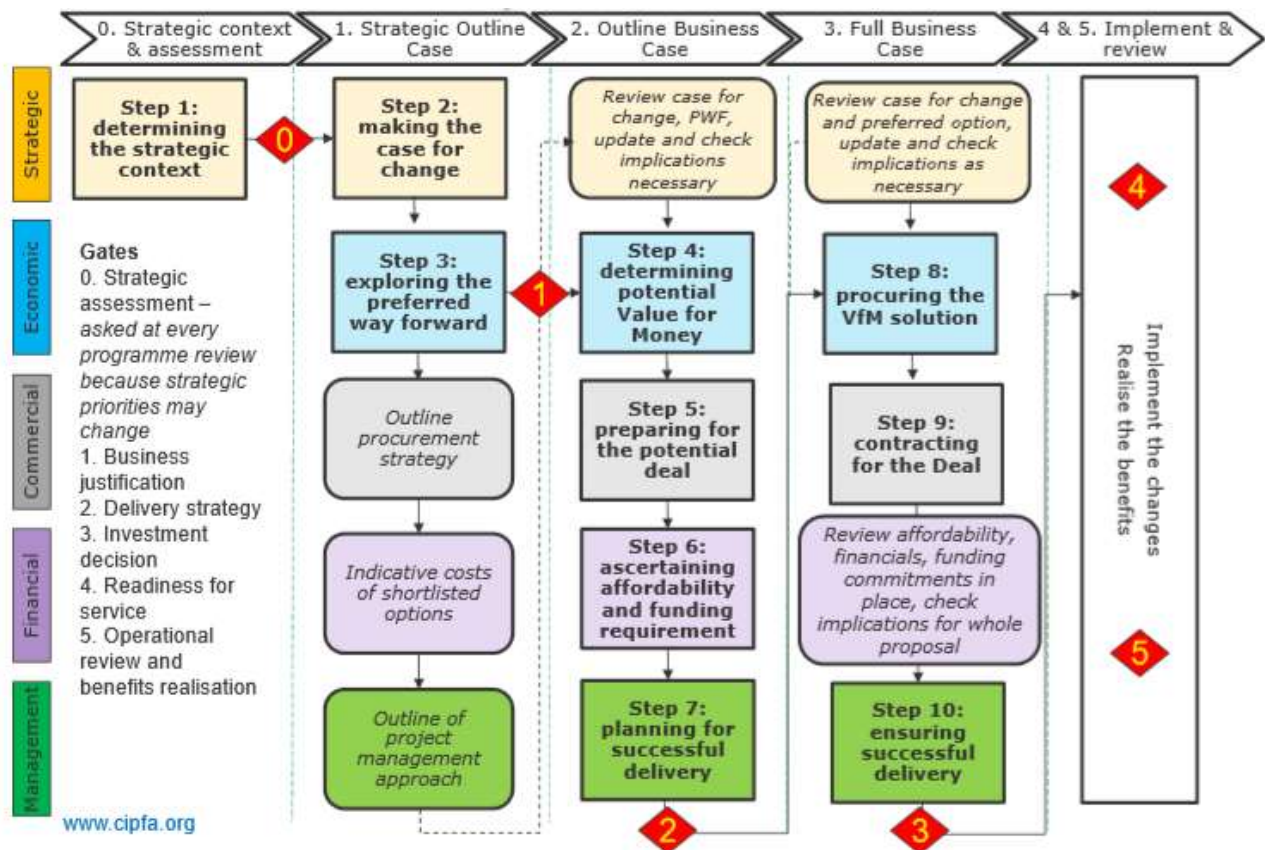 0. Strategic context
& assessment
1. Strategic Outline
Case
2. Outline Business
Case
3. Full Business
Case
4 & 5. Implement &
review
Strategic
Step 1:
determining
the strategic
context
0
Step 2:
making the
case for
change
Review case for
change, PWF,
update and check
implications
necessary
Review case for change
and preferred option,
update and check
implications as
necessary
4
Economic
Gates
0. Strategic
assessment –
asked at every
programme review
because strategic
priorities may
change
1. Business
justification
2. Delivery strategy
3. Investment
decision
4. Readiness for
service
5. Operational
review and
benefits realisation
Step 3:
exploring the
preferred
way forward
1
Step 4:
determining
potential
Value for
Money
Step 8:
procuring the
VfM solution
Implement the changes
Realise the benefits
Commercial
Outline
procurement
strategy
Step 5:
preparing for
the potential
deal
Step 9:
contracting
for the Deal
Financial
Indicative costs
of shortlisted
options
Step 6:
ascertaining
affordability
and funding
requirement
Review affordability,
financials, funding
commitments in
place, check
implications for whole
proposal
5
Management
Outline of
project
management
approach
Step 7:
planning for
successful
delivery
Step 10:
ensuring
successful
delivery
2
3
www.cipfa.org